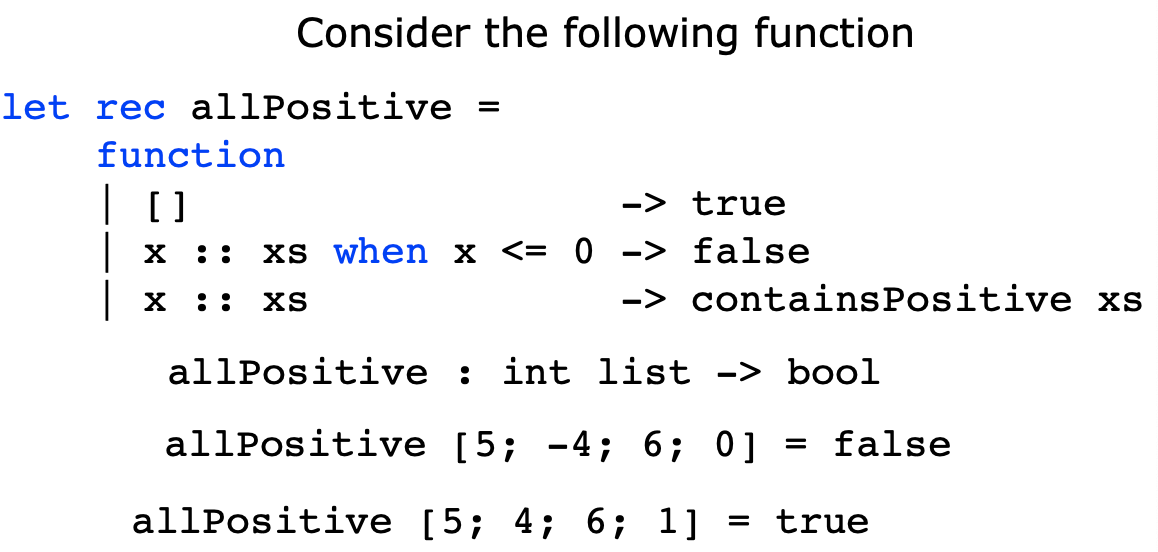 Consider the following function
let rec allPositive =
function
| [] -> true
| x :: xs when x <= 0 -> false
| x :: xs -> containsPositive xs
allPositive : int list -> bool
allPositive [5; -4; 6; 0] = false
allPositive [5; 4; 6; 1] = true